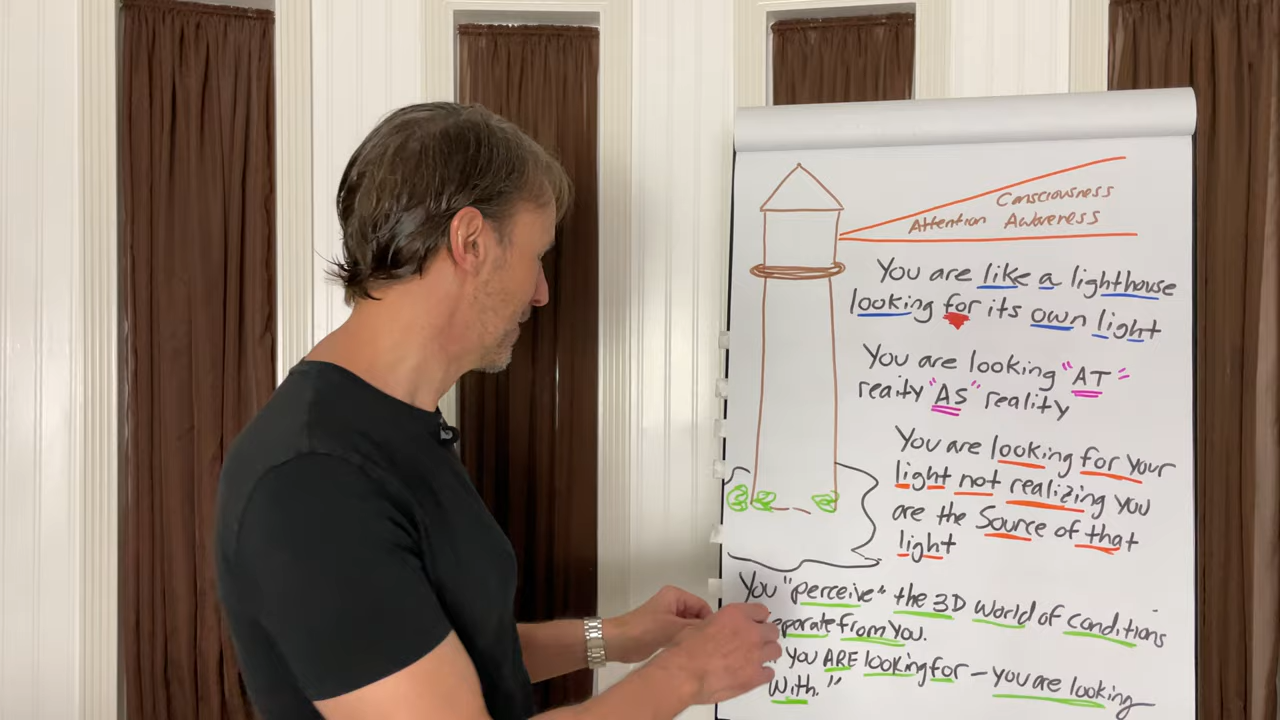 Consciousness
Attention Awareness
You are like a lighthouse
looking for its own light
You are looking "AT"
reaity "AS" reality
You are looking for your
light not realizing you
are the Source of that
light
You "perceive" the 3D World of conditions
eparate from you.
you ARE looking for - you are looking
With."